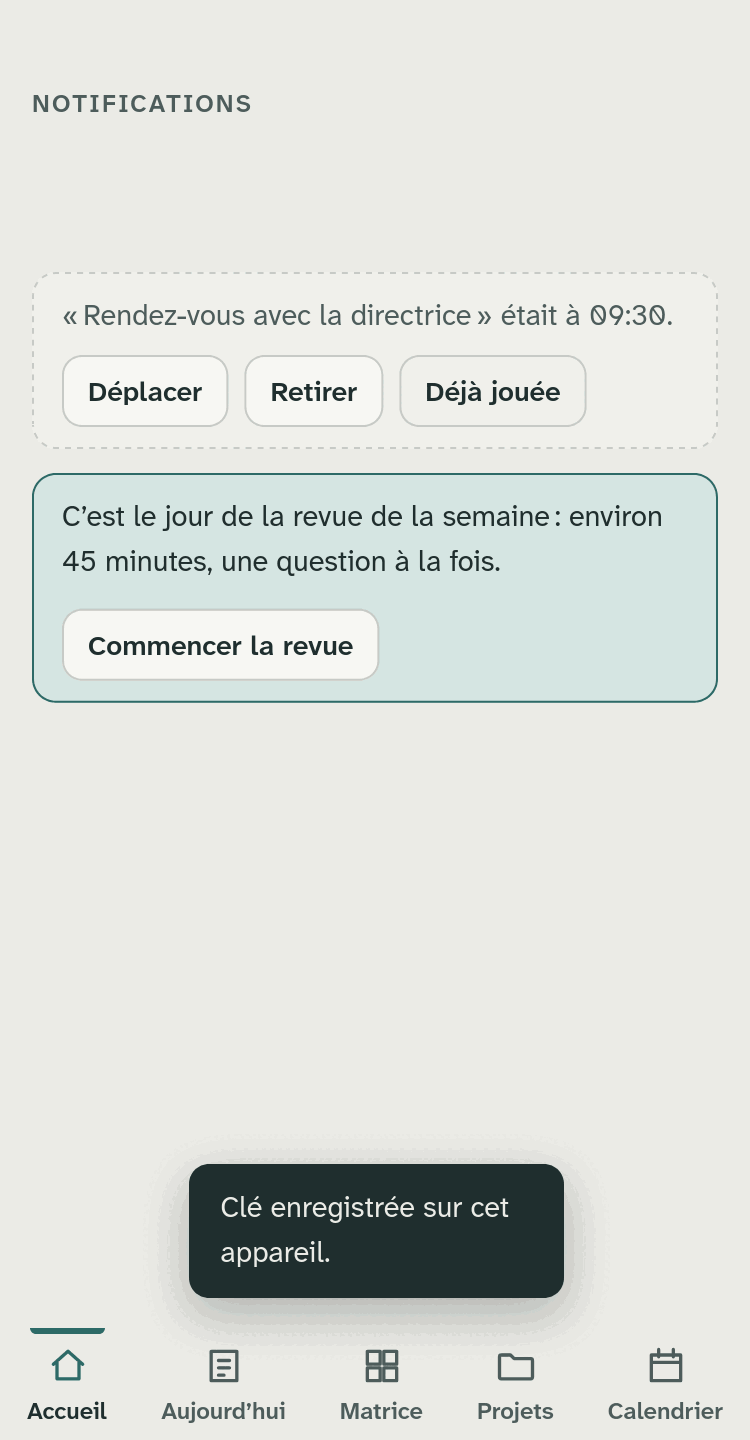 NOTIFICATIONS
« Rendez-vous avec la directrice » était à 09:30.
Déplacer
Retirer
Déjà jouée
C’est le jour de la revue de la semaine : environ
45 minutes, une question à la fois.
Commencer la revue
Clé enregistrée sur cet
appareil.
Accueil
Aujourd’hui
Matrice
Projets
Calendrier